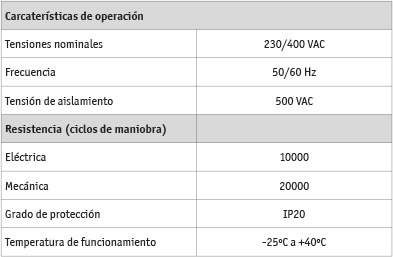 Carcaterísticas de operación
Tensiones nominales 230/400 VAC
Frecuencia 50/60 Hz
Tensión de aislamiento 500 VAC
Resistencia (ciclos de maniobra)
Eléctrica 10000
Mecánica 20000
Grado de protección IP20
Temperatura de funcionamiento -25ºC a +40ºC